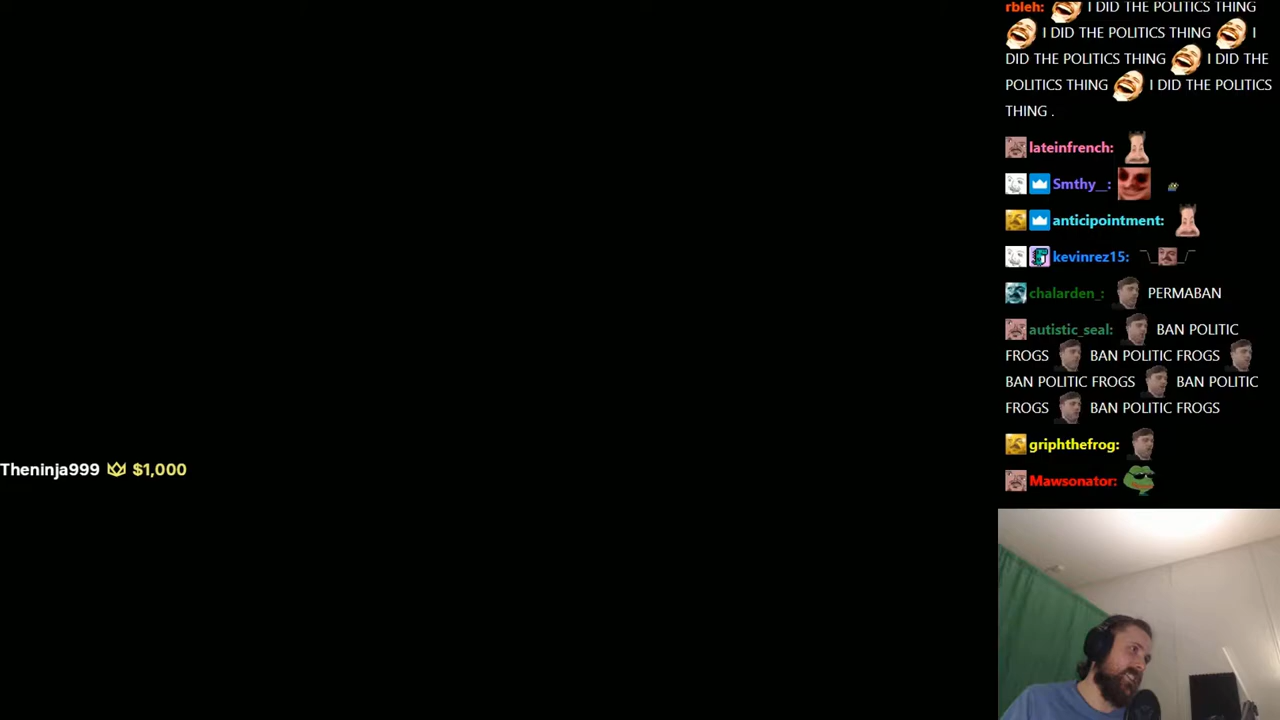 rbleh: I DID THE POLITICS THING
I DID THE POLITICS THING I
DID THE POLITICS THING I DID THE
POLITICS THING I DID THE POLITICS
THING .
lateinfrench:
Smthy__:
anticipointment:
kevinrez15: ¯\_ _/¯
chalarden_: PERMABAN
autistic_seal: BAN POLITIC
FROGS BAN POLITIC FROGS
BAN POLITIC FROGS BAN POLITIC
FROGS BAN POLITIC FROGS
griphthefrog:
Theninja999 $1,000
Mawsonator: